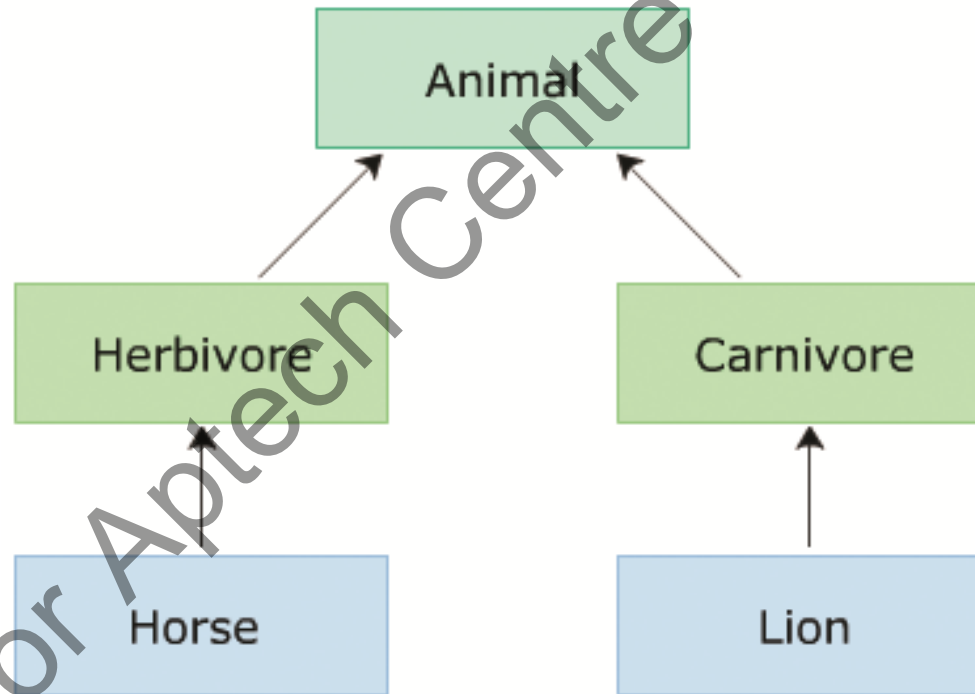 Animal
Herbivore
Carnivore
Horse
Lion
or Aptech Centre